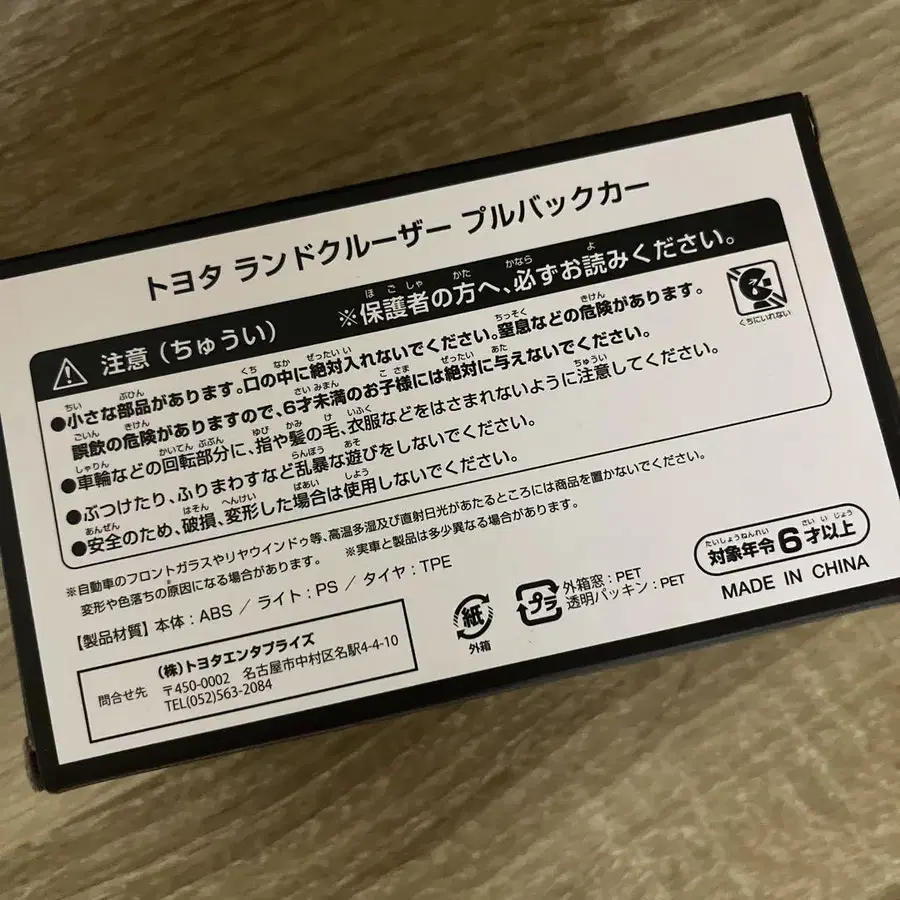 トヨタ ランドクルーザー プルバックカー
注意（ちゅうい） ※保護者の方へ、必ずお読みください。
くちにいれない
●小さな部品があります。口の中に絶対入れないでください。窒息などの危険があります。
誤飲の危険がありますので、6才未満のお子様には絶対に与えないでください。
●車輪などの回転部分に、指や髪の毛、衣服などをはさまれないように注意してください。
●ぶつけたり、ふりまわすなど乱暴な遊びをしないでください。
●安全のため、破損、変形した場合は使用しないでください。
※自動車のフロントガラスやリヤウインドゥ等、高温多湿及び直射日光があたるところには商品を置かないでください。
変形や色落ちの原因になる場合があります。 ※実車と製品は多少異なる場合があります。
【製品材質】本体：ABS / ライト：PS / タイヤ：TPE
対象年令6才以上
MADE IN CHINA
紙
外箱
プラ
外箱窓：PET
透明パッキン：PET
問合せ先
（株）トヨタエンタプライズ
〒450-0002 名古屋市中村区名駅4-4-10
TEL(052)563-2084